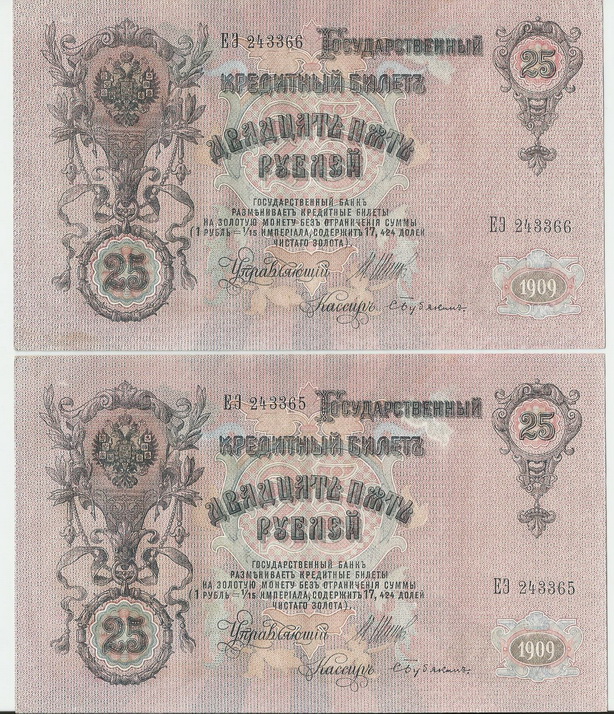 ЕЭ 243366 Государственный
25
Кредитный Билетъ
Двадцать пять
рублей
ГОСУДАРСТВЕННЫЙ БАНКЪ
РАЗМѢНИВАЕТЪ КРЕДИТНЫЕ БИЛЕТЫ
НА ЗОЛОТУЮ МОНЕТУ БЕЗЪ ОГРАНИЧЕНІЯ СУММЫ
(1 РУБЛЬ = 1/15 ИМПЕРІАЛА, СОДЕРЖИТЪ 17,424 ДОЛЕЙ
ЧИСТАГО ЗОЛОТА).
ЕЭ 243366
25
Управляющій
Кассиръ
1909
ЕЭ 243365 Государственный
25
Кредитный Билетъ
Двадцать пять
рублей
ГОСУДАРСТВЕННЫЙ БАНКЪ
РАЗМѢНИВАЕТЪ КРЕДИТНЫЕ БИЛЕТЫ
НА ЗОЛОТУЮ МОНЕТУ БЕЗЪ ОГРАНИЧЕНІЯ СУММЫ
(1 РУБЛЬ = 1/15 ИМПЕРІАЛА, СОДЕРЖИТЪ 17,424 ДОЛЕЙ
ЧИСТАГО ЗОЛОТА).
ЕЭ 243365
25
Управляющій
Кассиръ
1909